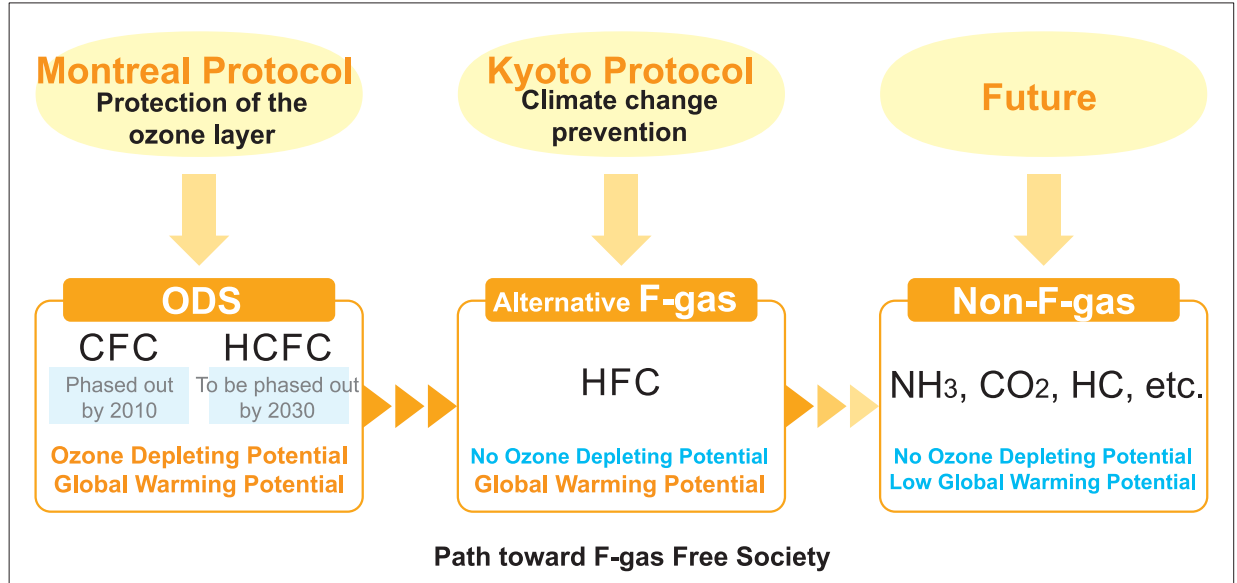 Montreal Protocol
Protection of the
ozone layer
Kyoto Protocol
Climate change
prevention
Future
ODS
CFC
Phased out
by 2010
HCFC
To be phased out
by 2030
Ozone Depleting Potential
Global Warming Potential
Alternative F-gas
HFC
No Ozone Depleting Potential
Global Warming Potential
Non-F-gas
NH3, CO2, HC, etc.
No Ozone Depleting Potential
Low Global Warming Potential
Path toward F-gas Free Society